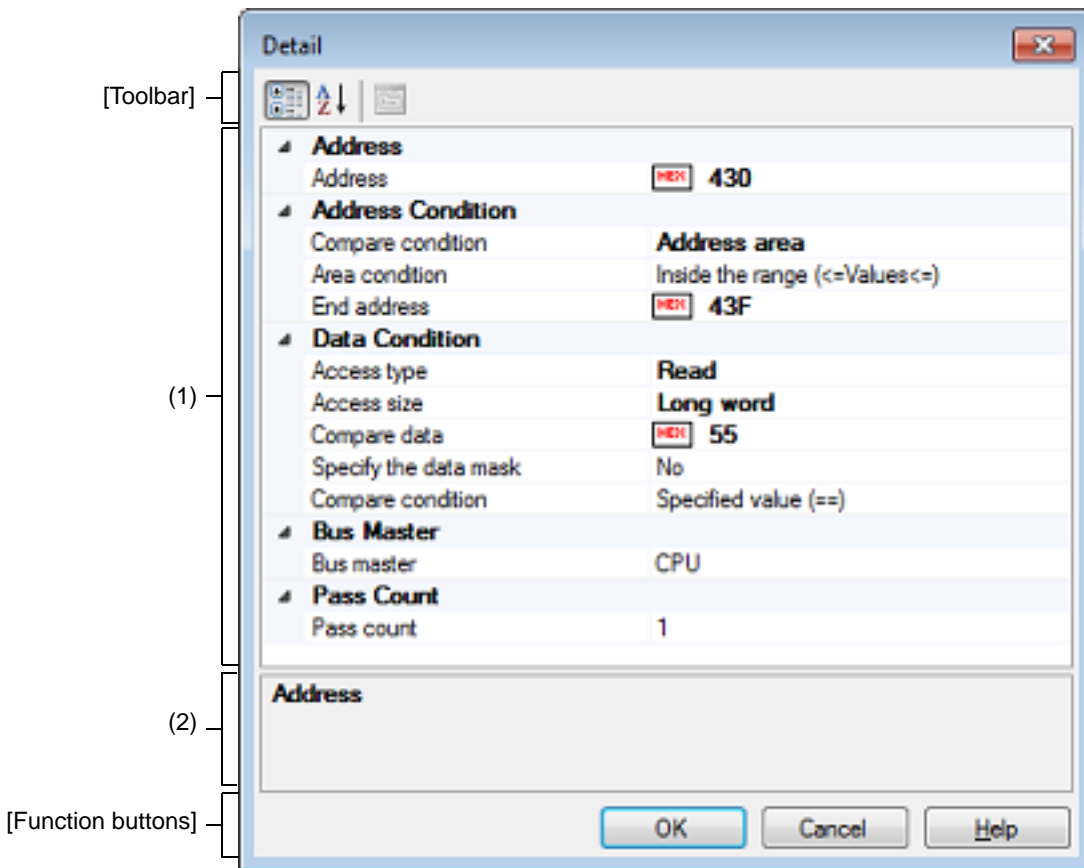 Detail
[Toolbar]
Address
Address HEX 430
Address Condition
Compare condition Address area
Area condition Inside the range (<=Values<=)
End address HEX 43F
Data Condition
Access type Read
(1)
Access size Long word
Compare data HEX 55
Specify the data mask No
Compare condition Specified value (==)
Bus Master
Bus master CPU
Pass Count
Pass count 1
Address
(2)
[Function buttons]
OK Cancel Help